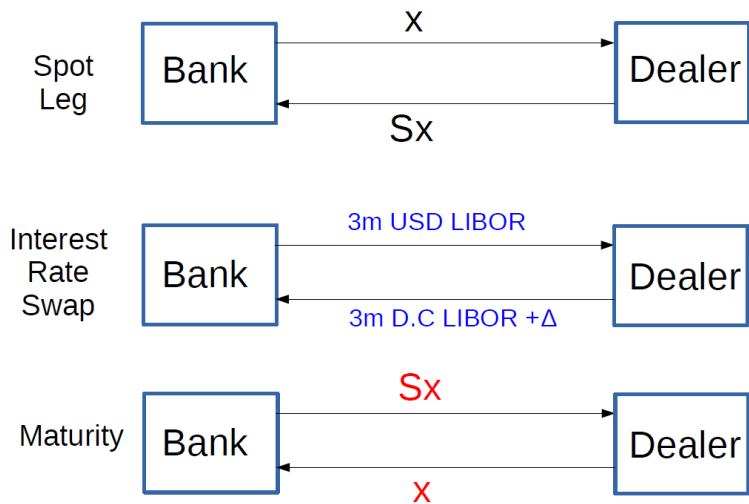 x
Spot
Leg
Bank
Dealer
Sx
3m USD LIBOR
Interest
Rate
Swap
Bank
Dealer
3m D.C LIBOR +Δ
Sx
Maturity
Bank
Dealer
x